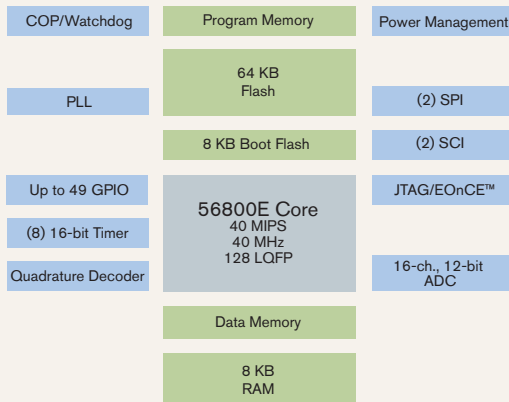 COP/Watchdog
Program Memory
Power Management
64 KB
Flash
PLL
(2) SPI
8 KB Boot Flash
(2) SCI
Up to 49 GPIO
56800E Core
40 MIPS
40 MHz
128 LQFP
JTAG/EOnCE™
(8) 16-bit Timer
Quadrature Decoder
16-ch., 12-bit
ADC
Data Memory
8 KB
RAM